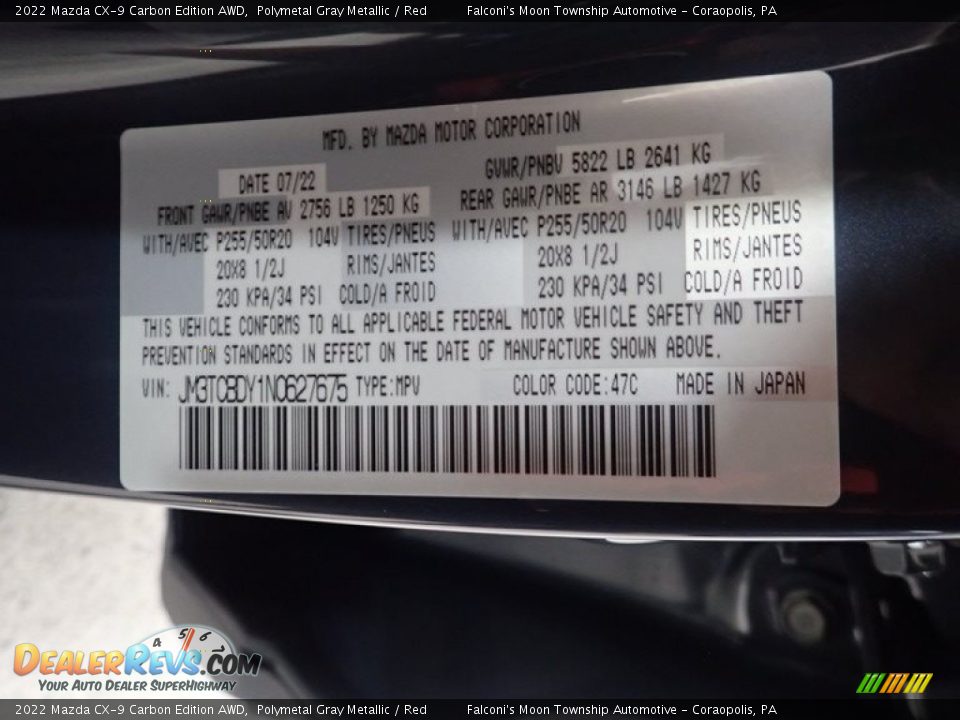 2022 Mazda CX-9 Carbon Edition AWD, Polymetal Gray Metallic / Red Falconi's Moon Township Automotive - Coraopolis, PA
MFD. BY MAZDA MOTOR CORPORATION
DATE 07/22 GVWR/PNBV 5822 LB 2641 KG
FRONT GAWR/PNBE AV 2756 LB 1250 KG REAR GAWR/PNBE AR 3146 LB 1427 KG
WITH/AVEC P255/50R20 104V TIRES/PNEUS WITH/AVEC P255/50R20 104V TIRES/PNEUS
20X8 1/2J RIMS/JANTES 20X8 1/2J RIMS/JANTES
230 KPA/34 PSI COLD/A FROID 230 KPA/34 PSI COLD/A FROID
THIS VEHICLE CONFORMS TO ALL APPLICABLE FEDERAL MOTOR VEHICLE SAFETY AND THEFT
PREVENTION STANDARDS IN EFFECT ON THE DATE OF MANUFACTURE SHOWN ABOVE.
VIN: JM3TCBDY1N0627675 TYPE:MPV COLOR CODE:47C MADE IN JAPAN
4 5 6
DEALERREVS.COM
YOUR AUTO DEALER SUPERHIGHWAY
2022 Mazda CX-9 Carbon Edition AWD, Polymetal Gray Metallic / Red Falconi's Moon Township Automotive - Coraopolis, PA